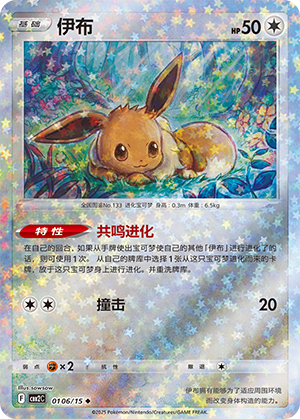 基础 伊布 HP50
全国图鉴No.133 进化宝可梦 身高:0.3m 体重:6.5kg
特性 共鸣进化
在自己的回合,如果从手牌使出宝可梦使自己的其他「伊布」进行进化了的
话,则可使用1次。从自己的牌库中选择1张从这只宝可梦进化而来的卡
牌,放于这只宝可梦身上进行进化。并重洗牌库。
撞击 20
弱点 ×2 抵抗力 撤退
Illus. sowsow
F CBB2C 0106/15
伊布拥有能够为了适应周围环境
而改变身体构造的能力。
©2025 Pokémon/Nintendo/Creatures/GAME FREAK.